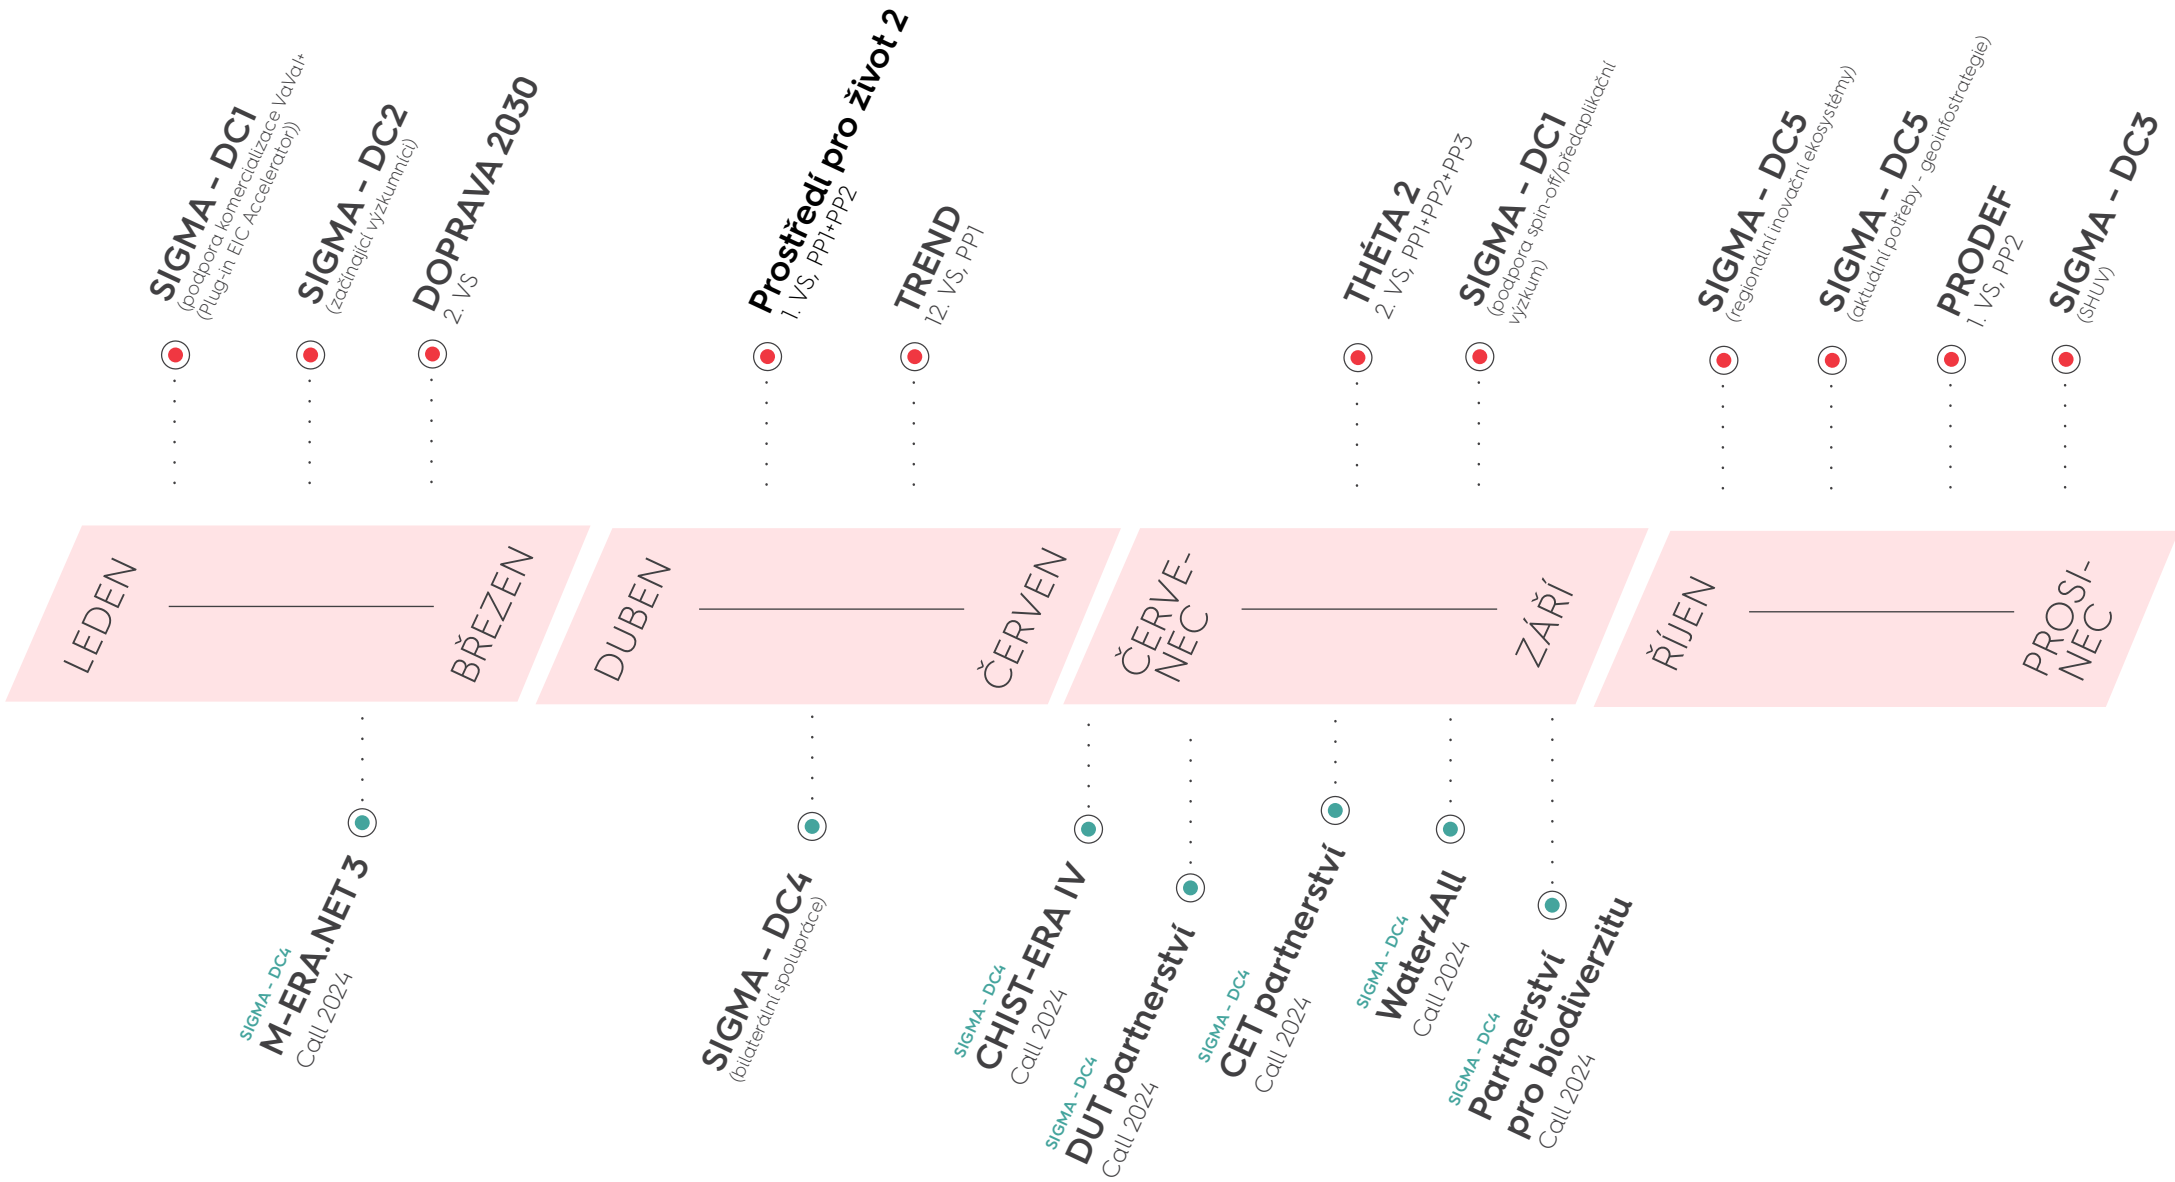 SIGMA - DC1
(podpora komercializace VaVaI+
(Plug-in EIC Accelerator))
SIGMA - DC2
(začínající výzkumníci)
DOPRAVA 2030
2. VS
Prostředí pro život 2
1. VS, PP1+PP2
TREND
12. VS, PP1
THÉTA 2
2. VS, PP1+PP2+PP3
SIGMA - DC1
(podpora spin-off/předaplikační
výzkum)
SIGMA - DC5
(regionální inovační ekosystémy)
SIGMA - DC5
(aktuální potřeby - geoinfostrategie)
PRODEF
1. VS, PP2
SIGMA - DC3
(SHUV)
LEDEN
BŘEZEN
DUBEN
ČERVEN
ČERVE-
NEC
ZÁŘÍ
ŘÍJEN
PROSI-
NEC
SIGMA - DC4
M-ERA.NET 3
Call 2024
SIGMA - DC4
(bilaterální spolupráce)
SIGMA - DC4
CHIST-ERA IV
Call 2024
SIGMA - DC4
DUT partnerství
Call 2024
SIGMA - DC4
CET partnerství
Call 2024
SIGMA - DC4
Water4All
Call 2024
SIGMA - DC4
Partnerství
pro biodiverzitu
Call 2024